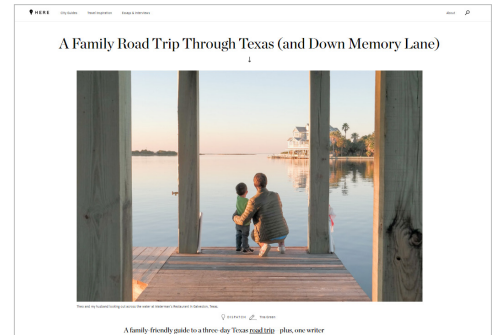 HERE City Guides Travel Inspiration Essays & Interviews About
A Family Road Trip Through Texas (and Down Memory Lane)
↓
A family-friendly guide to a three-day Texas road trip—plus, one writer